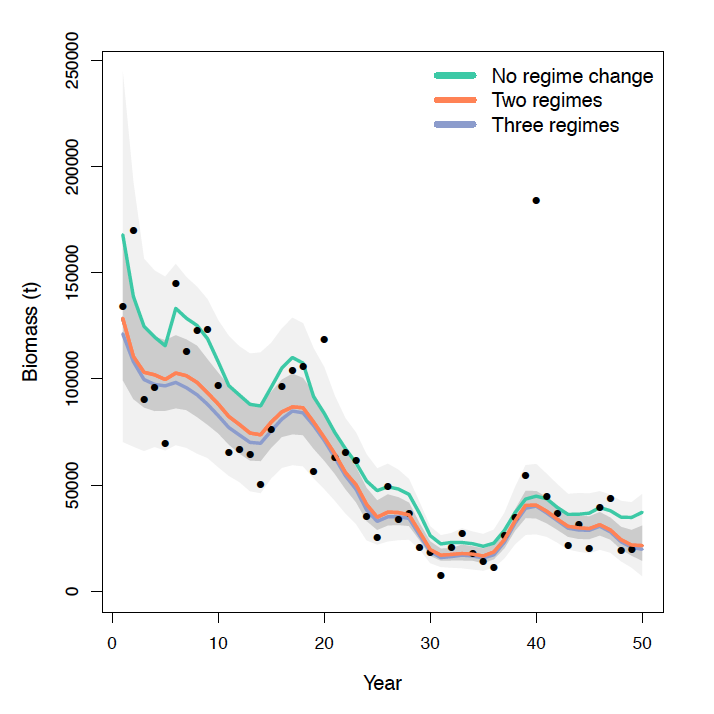 No regime change
Two regimes
Three regimes
Biomass (t)
250000
200000
150000
100000
50000
0
0 10 20 30 40 50
Year